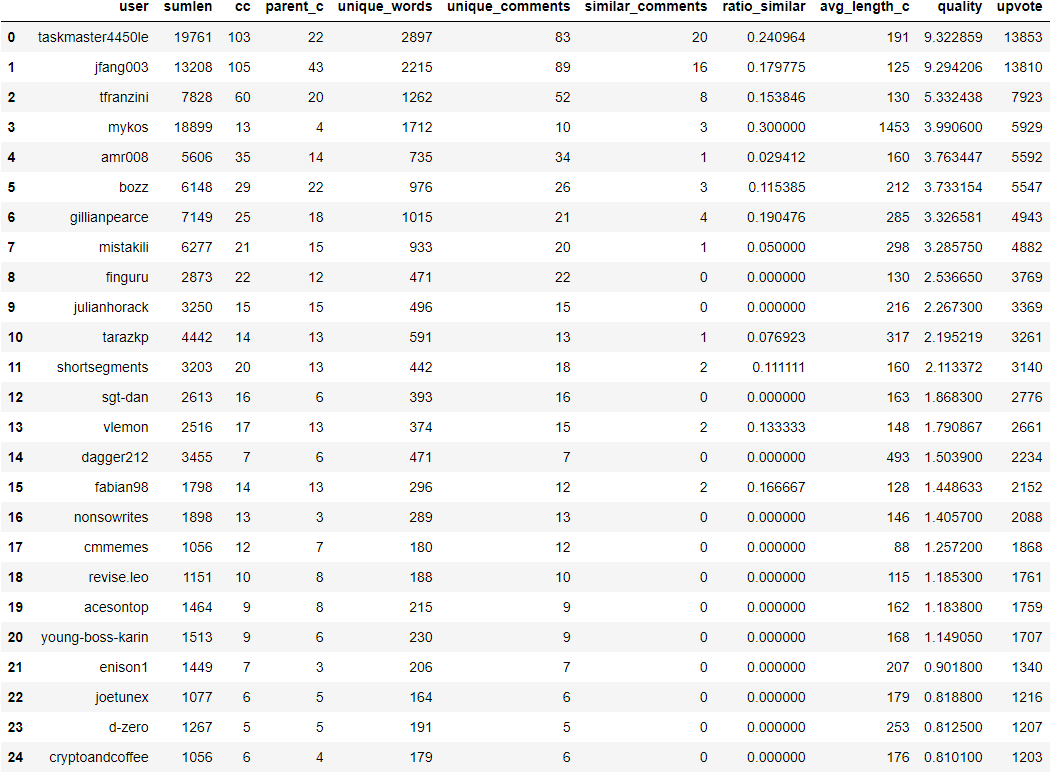 user sumlen cc parent_c unique_words unique_comments similar_comments ratio_similar avg_length_c quality upvote
0 taskmaster4450le 19761 103 22 2897 83 20 0.240964 191 9.322859 13853
1 jfang003 13208 105 43 2215 89 16 0.179775 125 9.294206 13810
2 tfranzini 7828 60 20 1262 52 8 0.153846 130 5.332438 7923
3 mykos 18899 13 4 1712 10 3 0.300000 1453 3.990600 5929
4 amr008 5606 35 14 735 34 1 0.029412 160 3.763447 5592
5 bozz 6148 29 22 976 26 3 0.115385 212 3.733154 5547
6 gillianpearce 7149 25 18 1015 21 4 0.190476 285 3.326581 4943
7 mistakili 6277 21 15 933 20 1 0.050000 298 3.285750 4882
8 finguru 2873 22 12 471 22 0 0.000000 130 2.536650 3769
9 julianhorack 3250 15 15 496 15 0 0.000000 216 2.267300 3369
10 tarazkp 4442 14 13 591 13 1 0.076923 317 2.195219 3261
11 shortsegments 3203 20 13 442 18 2 0.111111 160 2.113372 3140
12 sgt-dan 2613 16 6 393 16 0 0.000000 163 1.868300 2776
13 vlemon 2516 17 13 374 15 2 0.133333 148 1.790867 2661
14 dagger212 3455 7 6 471 7 0 0.000000 493 1.503900 2234
15 fabian98 1798 14 13 296 12 2 0.166667 128 1.448633 2152
16 nonsowrites 1898 13 3 289 13 0 0.000000 146 1.405700 2088
17 cmmemes 1056 12 7 180 12 0 0.000000 88 1.257200 1868
18 revise.leo 1151 10 8 188 10 0 0.000000 115 1.185300 1761
19 acesontop 1464 9 8 215 9 0 0.000000 162 1.183800 1759
20 young-boss-karin 1513 9 6 230 9 0 0.000000 168 1.149050 1707
21 enison1 1449 7 3 206 7 0 0.000000 207 0.901800 1340
22 joetunex 1077 6 5 164 6 0 0.000000 179 0.818800 1216
23 d-zero 1267 5 5 191 5 0 0.000000 253 0.812500 1207
24 cryptoandcoffee 1056 6 4 179 6 0 0.000000 176 0.810100 1203